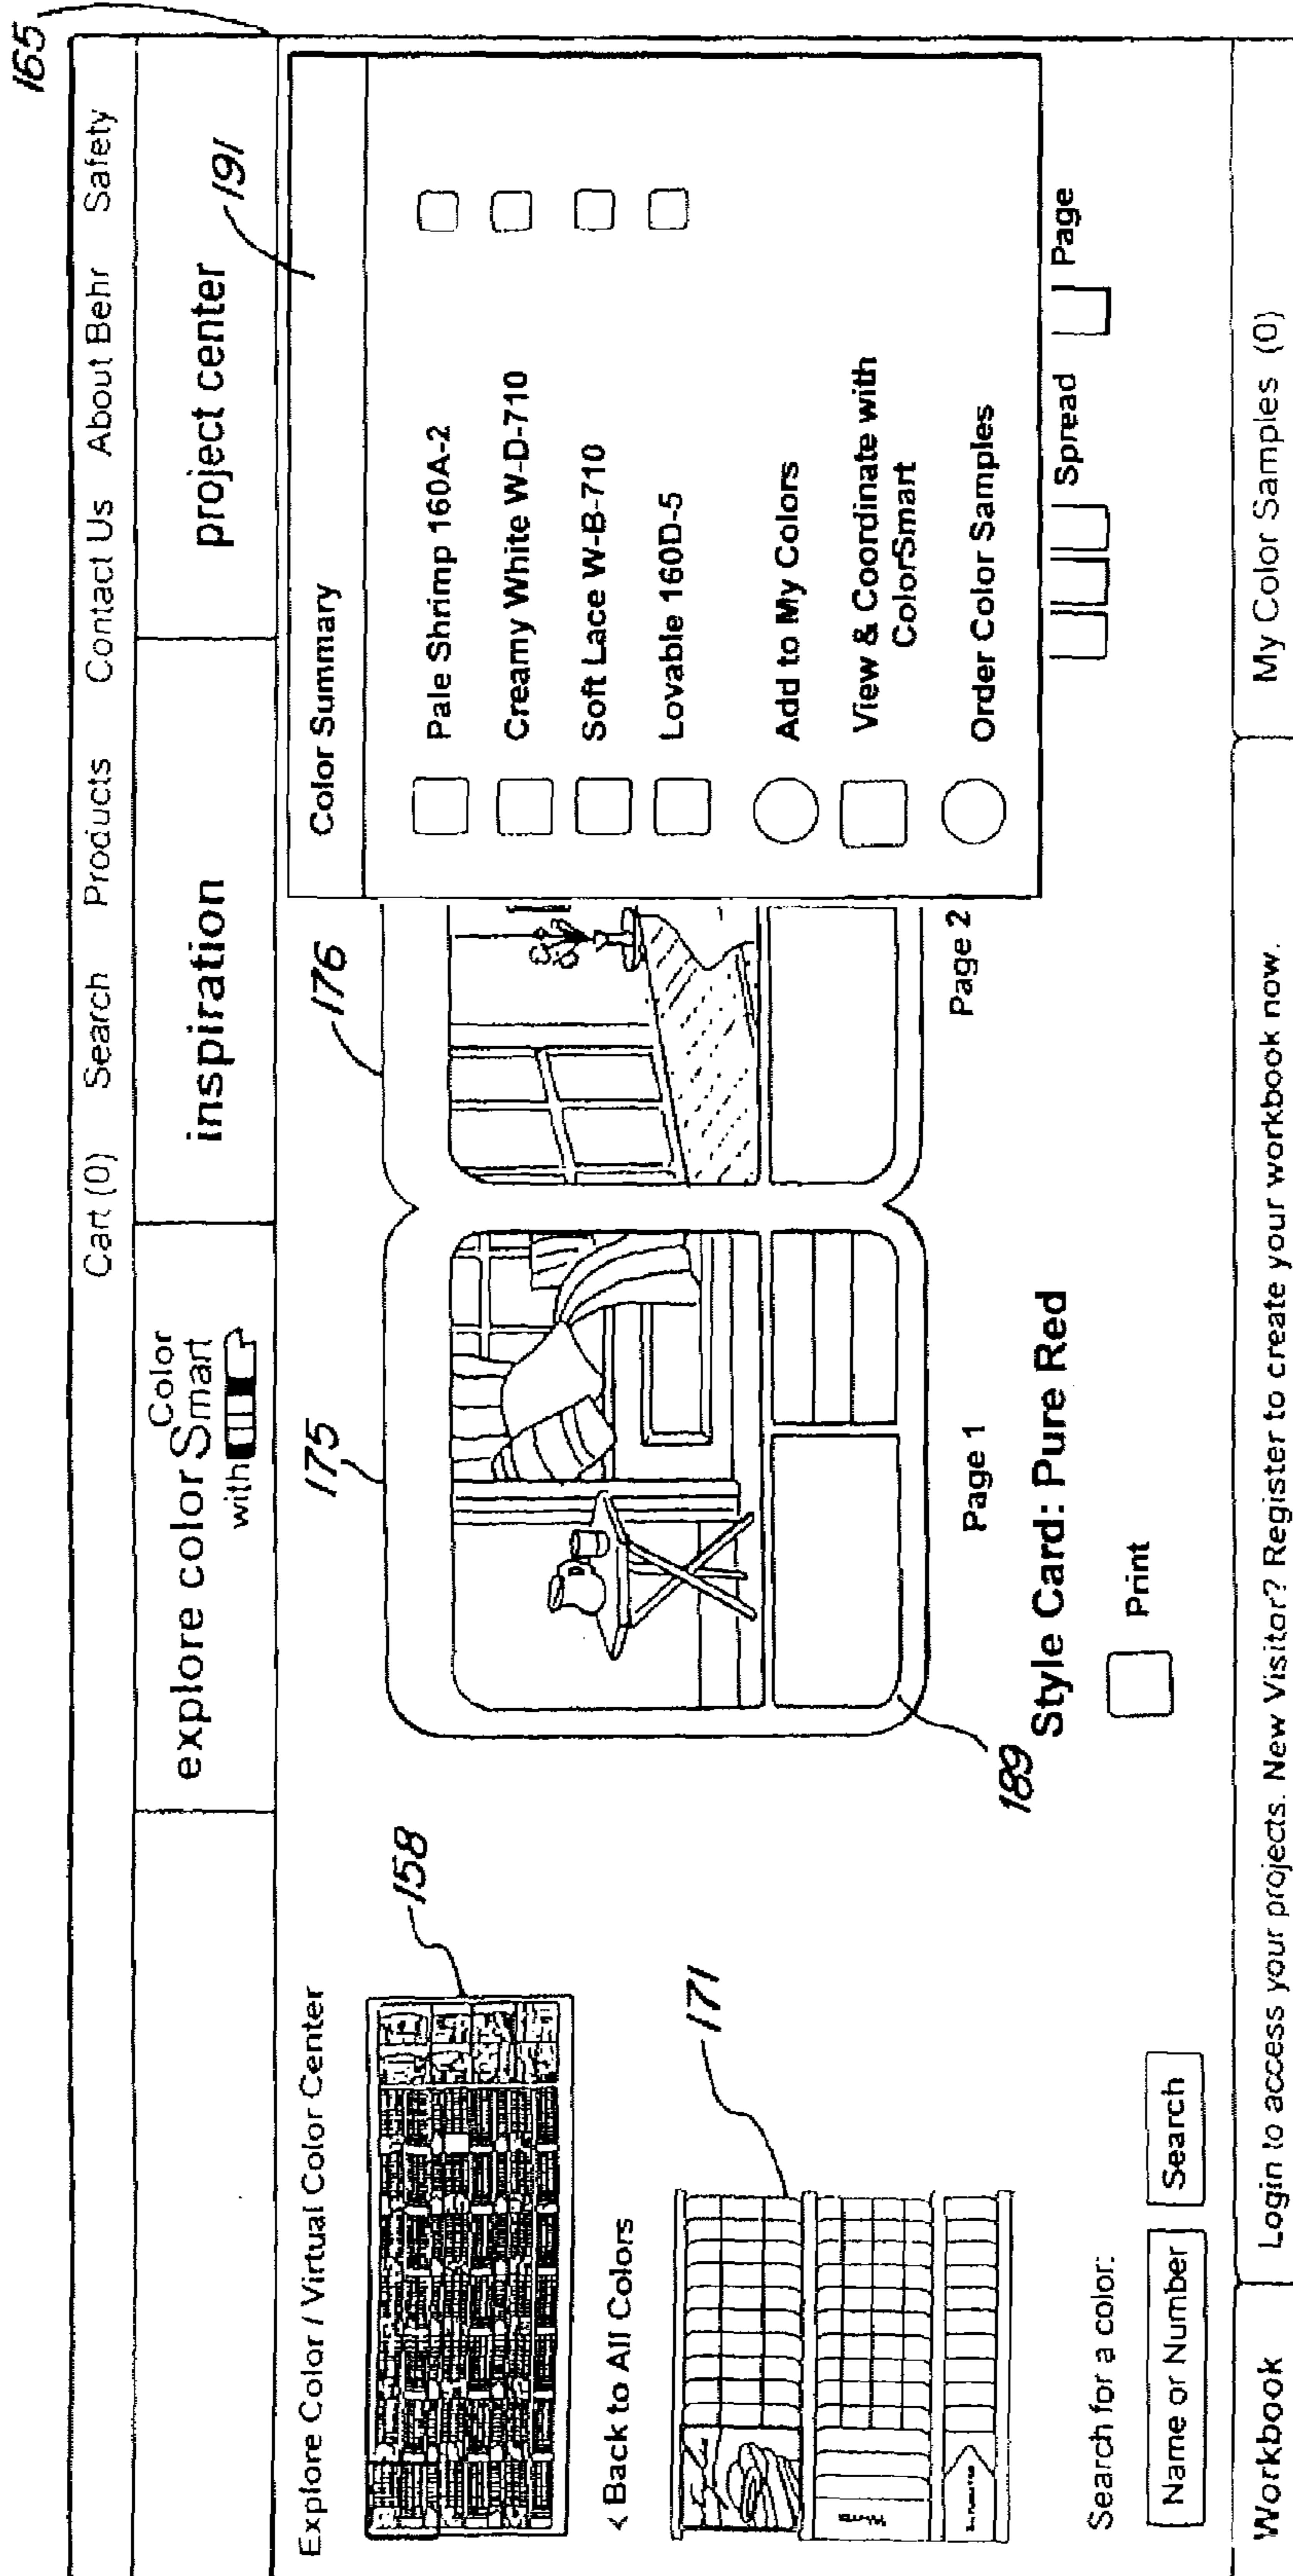 165
Cart (0) Search Products Contact Us About Behr Safety
explore color with Color Smart
inspiration
project center
Explore Color / Virtual Color Center
158
< Back to All Colors
171
Search for a color:
Name or Number
Search
175
176
Page 1
Page 2
189
Style Card: Pure Red
Print
191
Color Summary
Pale Shrimp 160A-2
Creamy White W-D-710
Soft Lace W-B-710
Lovable 160D-5
Add to My Colors
View & Coordinate with
ColorSmart
Order Color Samples
Spread
Page
Workbook
Login to access your projects. New Visitor? Register to create your workbook now.
My Color Samples (0)